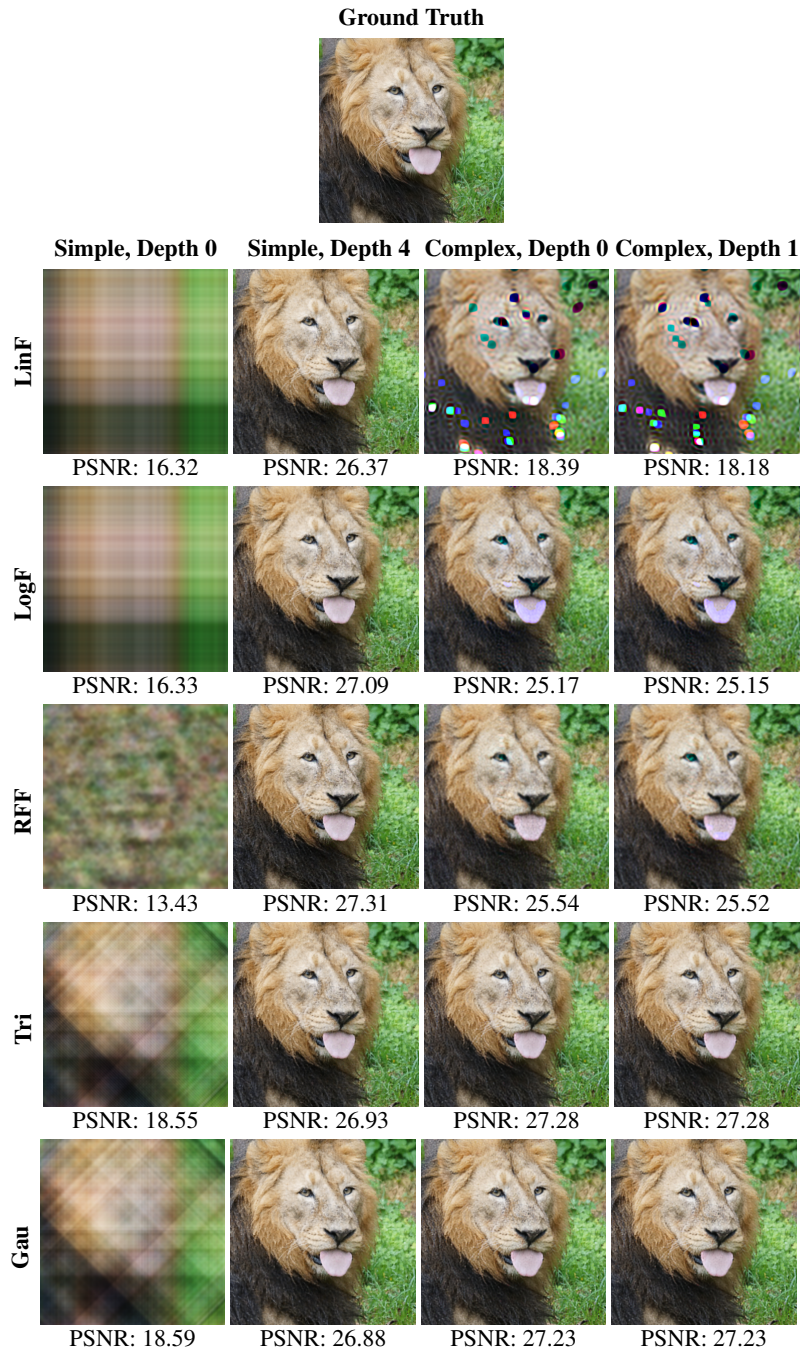 Ground Truth
Simple, Depth 0 Simple, Depth 4 Complex, Depth 0 Complex, Depth 1
LinF
PSNR: 16.32 PSNR: 26.37 PSNR: 18.39 PSNR: 18.18
LogF
PSNR: 16.33 PSNR: 27.09 PSNR: 25.17 PSNR: 25.15
RFF
PSNR: 13.43 PSNR: 27.31 PSNR: 25.54 PSNR: 25.52
Tri
PSNR: 18.55 PSNR: 26.93 PSNR: 27.28 PSNR: 27.28
Gau
PSNR: 18.59 PSNR: 26.88 PSNR: 27.23 PSNR: 27.23